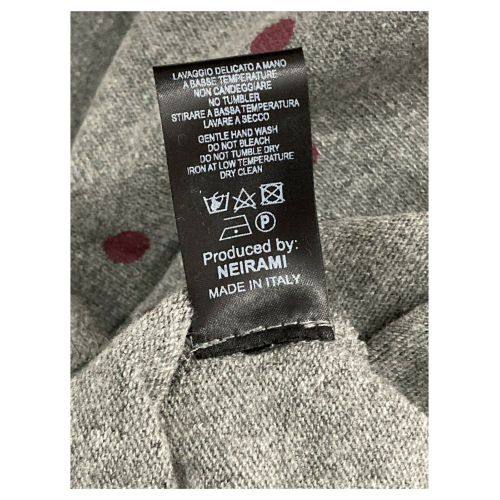 LAVAGGIO DELICATO A MANO
A BASSE TEMPERATURE
NON CANDEGGIARE
NO TUMBLER
STIRARE A BASSA TEMPERATURA
LAVARE A SECCO
GENTLE HAND WASH
DO NOT BLEACH
DO NOT TUMBLE DRY
IRON AT LOW TEMPERATURE
DRY CLEAN
P
Produced by:
NEIRAMI
MADE IN ITALY